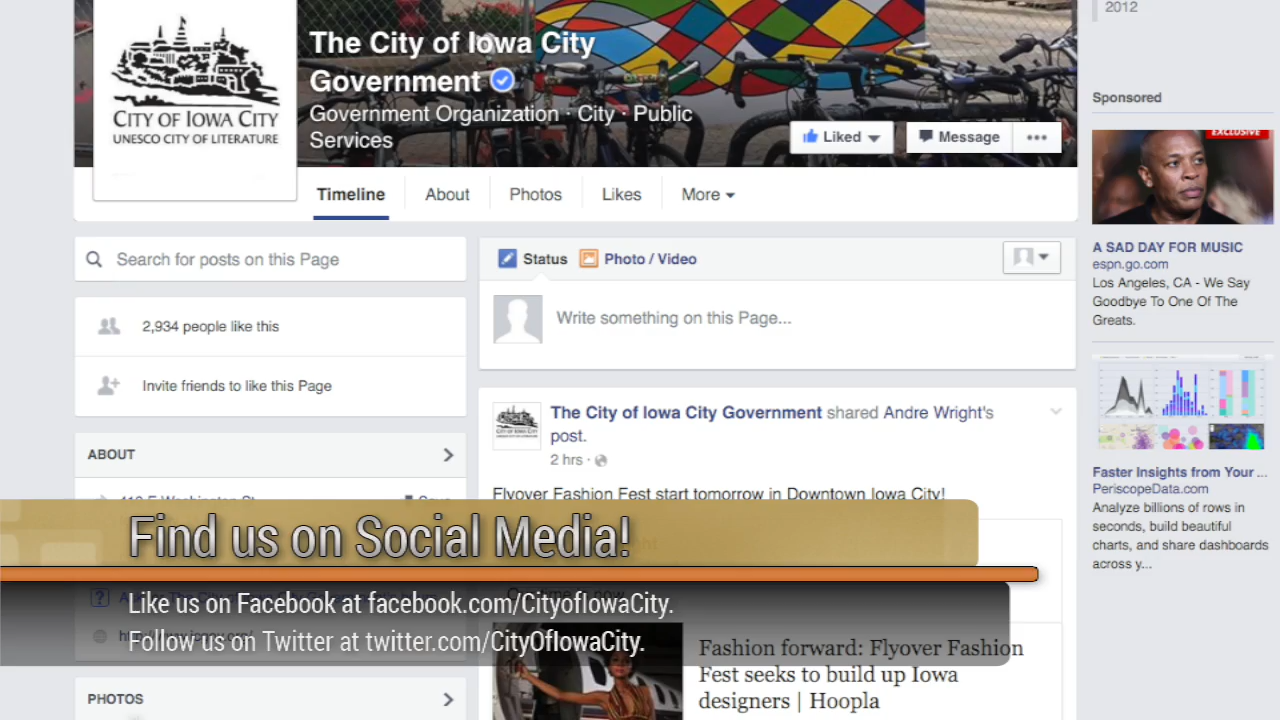 2012
CITY OF IOWA CITY
UNESCO CITY OF LITERATURE
The City of Iowa City
Government
Government Organization · City · Public
Services
Liked
Message
•••
Timeline
About
Photos
Likes
More
Search for posts on this Page
2,934 people like this
Invite friends to like this Page
ABOUT
Status
Photo / Video
Write something on this Page...
The City of Iowa City Government shared Andre Wright's
post.
2 hrs ·
Flyover Fashion Fest start tomorrow in Downtown Iowa City!
Sponsored
EXCLUSIVE
A SAD DAY FOR MUSIC
espn.go.com
Los Angeles, CA - We Say
Goodbye To One Of The
Greats.
Faster Insights from Your ...
PeriscopeData.com
Analyze billions of rows in
seconds, build beautiful
charts, and share dashboards
across y...
Find us on Social Media!
Like us on Facebook at facebook.com/CityofIowaCity.
Follow us on Twitter at twitter.com/CityOfIowaCity.
Fashion forward: Flyover Fashion
Fest seeks to build up Iowa
designers | Hoopla
PHOTOS